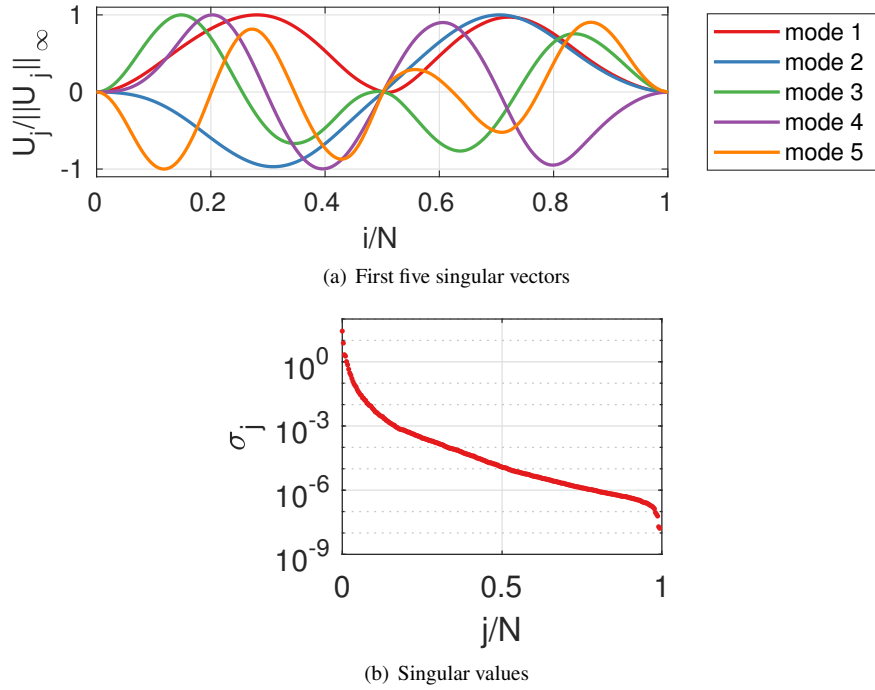 U_j/||U_j||_∞
1
0
-1
0
0.2
0.4
0.6
0.8
1
i/N
mode 1
mode 2
mode 3
mode 4
mode 5
(a) First five singular vectors
σ_j
10^0
10^-3
10^-6
10^-9
0
0.5
1
j/N
(b) Singular values